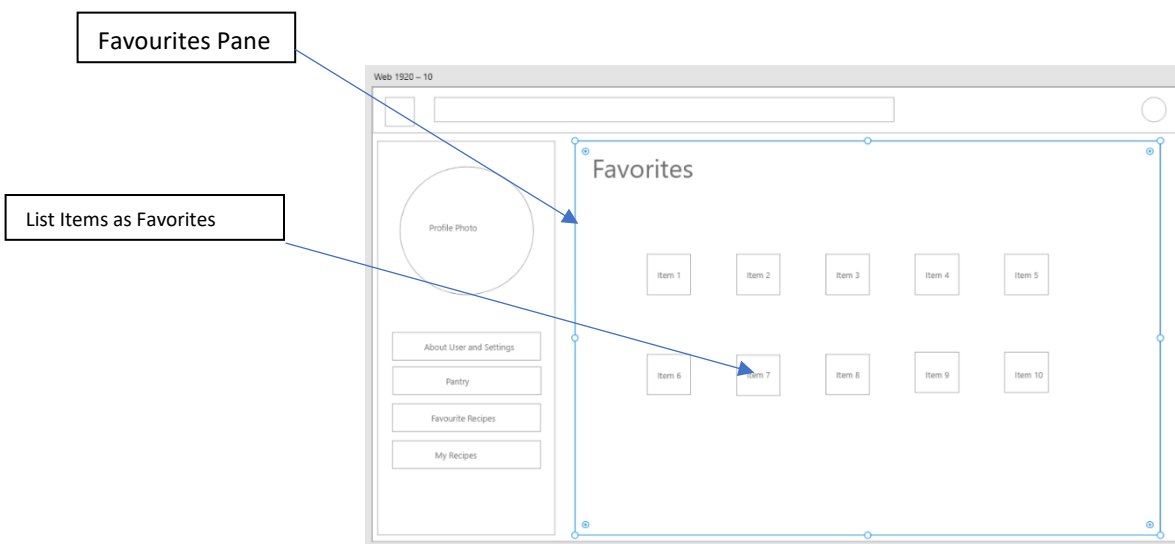 Favourites Pane
Web 1920 – 10
Favorites
List Items as Favorites
Profile Photo
Item 1 Item 2 Item 3 Item 4 Item 5
About User and Settings
Pantry
Item 6 Item 7 Item 8 Item 9 Item 10
Favourite Recipes
My Recipes